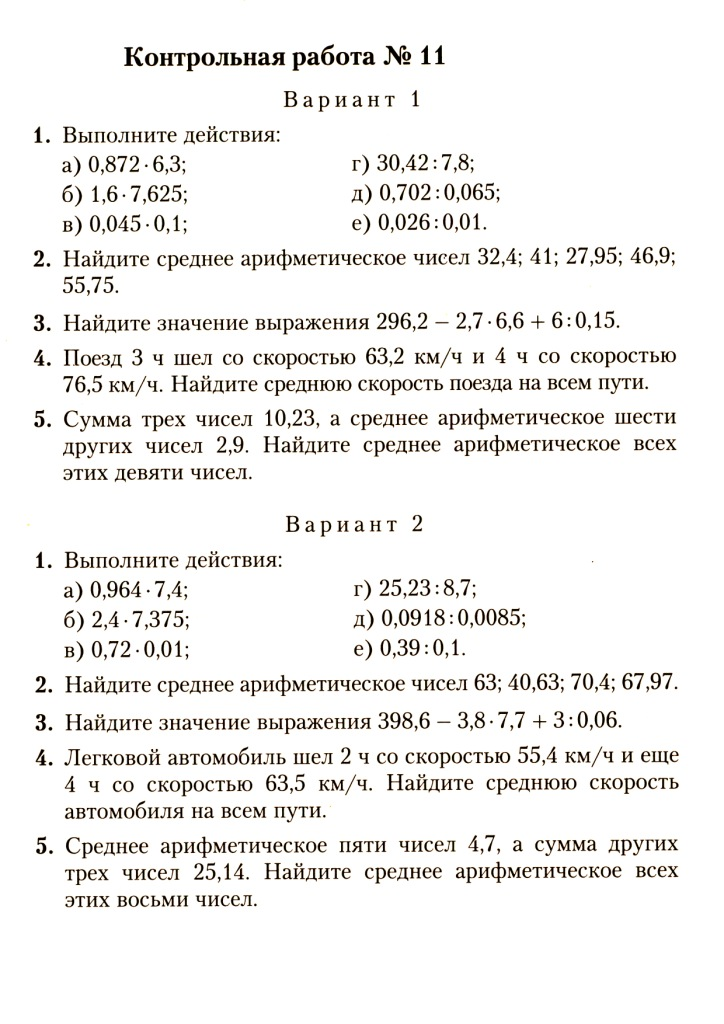 Контрольная работа № 11
Вариант 1
1. Выполните действия:
а) 0,872 · 6,3; г) 30,42 : 7,8;
б) 1,6 · 7,625; д) 0,702 : 0,065;
в) 0,045 · 0,1; е) 0,026 : 0,01.
2. Найдите среднее арифметическое чисел 32,4; 41; 27,95; 46,9;
55,75.
3. Найдите значение выражения 296,2 − 2,7 · 6,6 + 6 : 0,15.
4. Поезд 3 ч шел со скоростью 63,2 км/ч и 4 ч со скоростью
76,5 км/ч. Найдите среднюю скорость поезда на всем пути.
5. Сумма трех чисел 10,23, а среднее арифметическое шести
других чисел 2,9. Найдите среднее арифметическое всех
этих девяти чисел.
Вариант 2
1. Выполните действия:
а) 0,964 · 7,4; г) 25,23 : 8,7;
б) 2,4 · 7,375; д) 0,0918 : 0,0085;
в) 0,72 · 0,01; е) 0,39 : 0,1.
2. Найдите среднее арифметическое чисел 63; 40,63; 70,4; 67,97.
3. Найдите значение выражения 398,6 − 3,8 · 7,7 + 3 : 0,06.
4. Легковой автомобиль шел 2 ч со скоростью 55,4 км/ч и еще
4 ч со скоростью 63,5 км/ч. Найдите среднюю скорость
автомобиля на всем пути.
5. Среднее арифметическое пяти чисел 4,7, а сумма других
трех чисел 25,14. Найдите среднее арифметическое всех
этих восьми чисел.